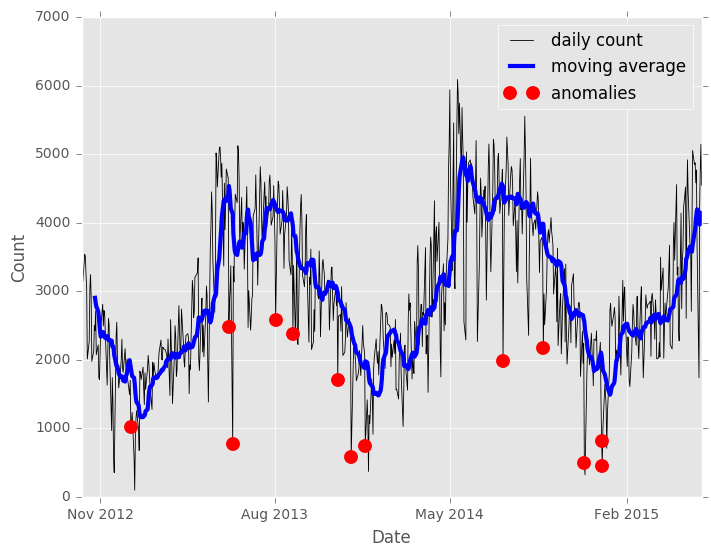 7000
6000
5000
4000
3000
2000
1000
0
Count
daily count
moving average
anomalies
Nov 2012 Aug 2013 May 2014 Feb 2015
Date